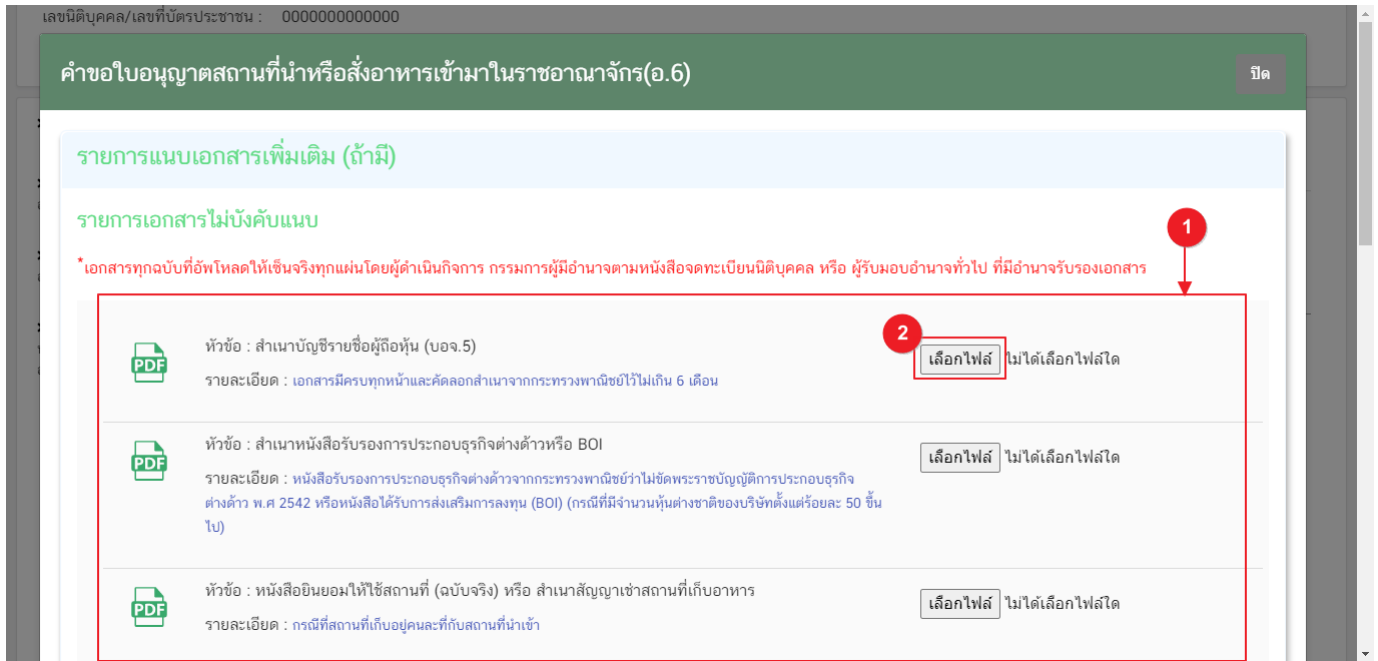 เลขนิติบุคคล/เลขที่บัตรประชาชน : 0000000000000
คำขอใบอนุญาตสถานที่นำหรือสั่งอาหารเข้ามาในราชอาณาจักร(อ.6)
ปิด
รายการแนบเอกสารเพิ่มเติม (ถ้ามี)
รายการเอกสารไม่บังคับแนบ
1
*เอกสารทุกฉบับที่อัพโหลดให้เซ็นจริงทุกแผ่นโดยผู้ดำเนินกิจการ กรรมการผู้มีอำนาจตามหนังสือจดทะเบียนนิติบุคคล หรือ ผู้รับมอบอำนาจทั่วไป ที่มีอำนาจรับรองเอกสาร
2
PDF
หัวข้อ : สำเนาบัญชีรายชื่อผู้ถือหุ้น (บอจ.5)
เลือกไฟล์ ไม่ได้เลือกไฟล์ใด
รายละเอียด : เอกสารมีครบทุกหน้าและคัดลอกสำเนาจากกระทรวงพาณิชย์ไว้ไม่เกิน 6 เดือน
PDF
หัวข้อ : สำเนาหนังสือรับรองการประกอบธุรกิจต่างด้าวหรือ BOI
เลือกไฟล์ ไม่ได้เลือกไฟล์ใด
รายละเอียด : หนังสือรับรองการประกอบธุรกิจต่างด้าวจากกระทรวงพาณิชย์ว่าไม่ขัดพระราชบัญญัติการประกอบธุรกิจ
ต่างด้าว พ.ศ 2542 หรือหนังสือได้รับการส่งเสริมการลงทุน (BOI) (กรณีที่มีจำนวนหุ้นต่างชาติของบริษัทตั้งแต่ร้อยละ 50 ขึ้น
ไป)
PDF
หัวข้อ : หนังสือยินยอมให้ใช้สถานที่ (ฉบับจริง) หรือ สำเนาสัญญาเช่าสถานที่เก็บอาหาร
เลือกไฟล์ ไม่ได้เลือกไฟล์ใด
รายละเอียด : กรณีที่สถานที่เก็บอยู่คนละที่กับสถานที่นำเข้า